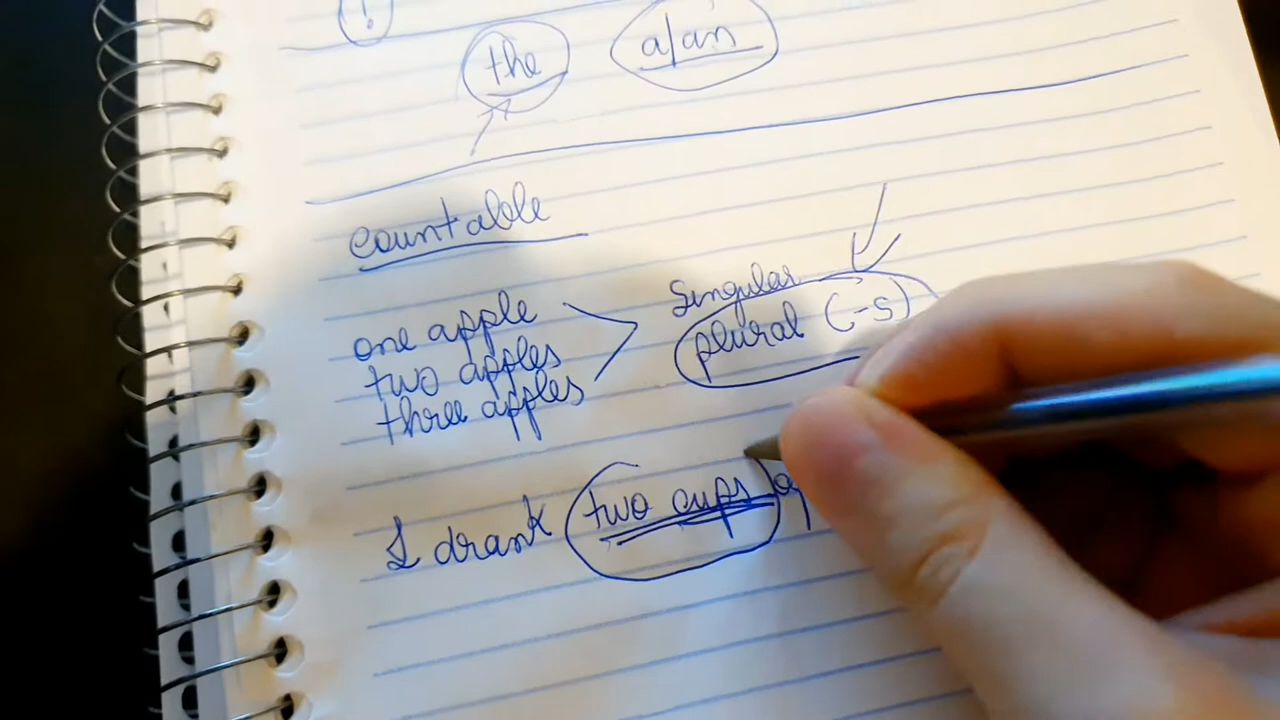 !
the a/an
countable
one apple
two apples
three apples
Singular
plural (-s)
I drank two cups